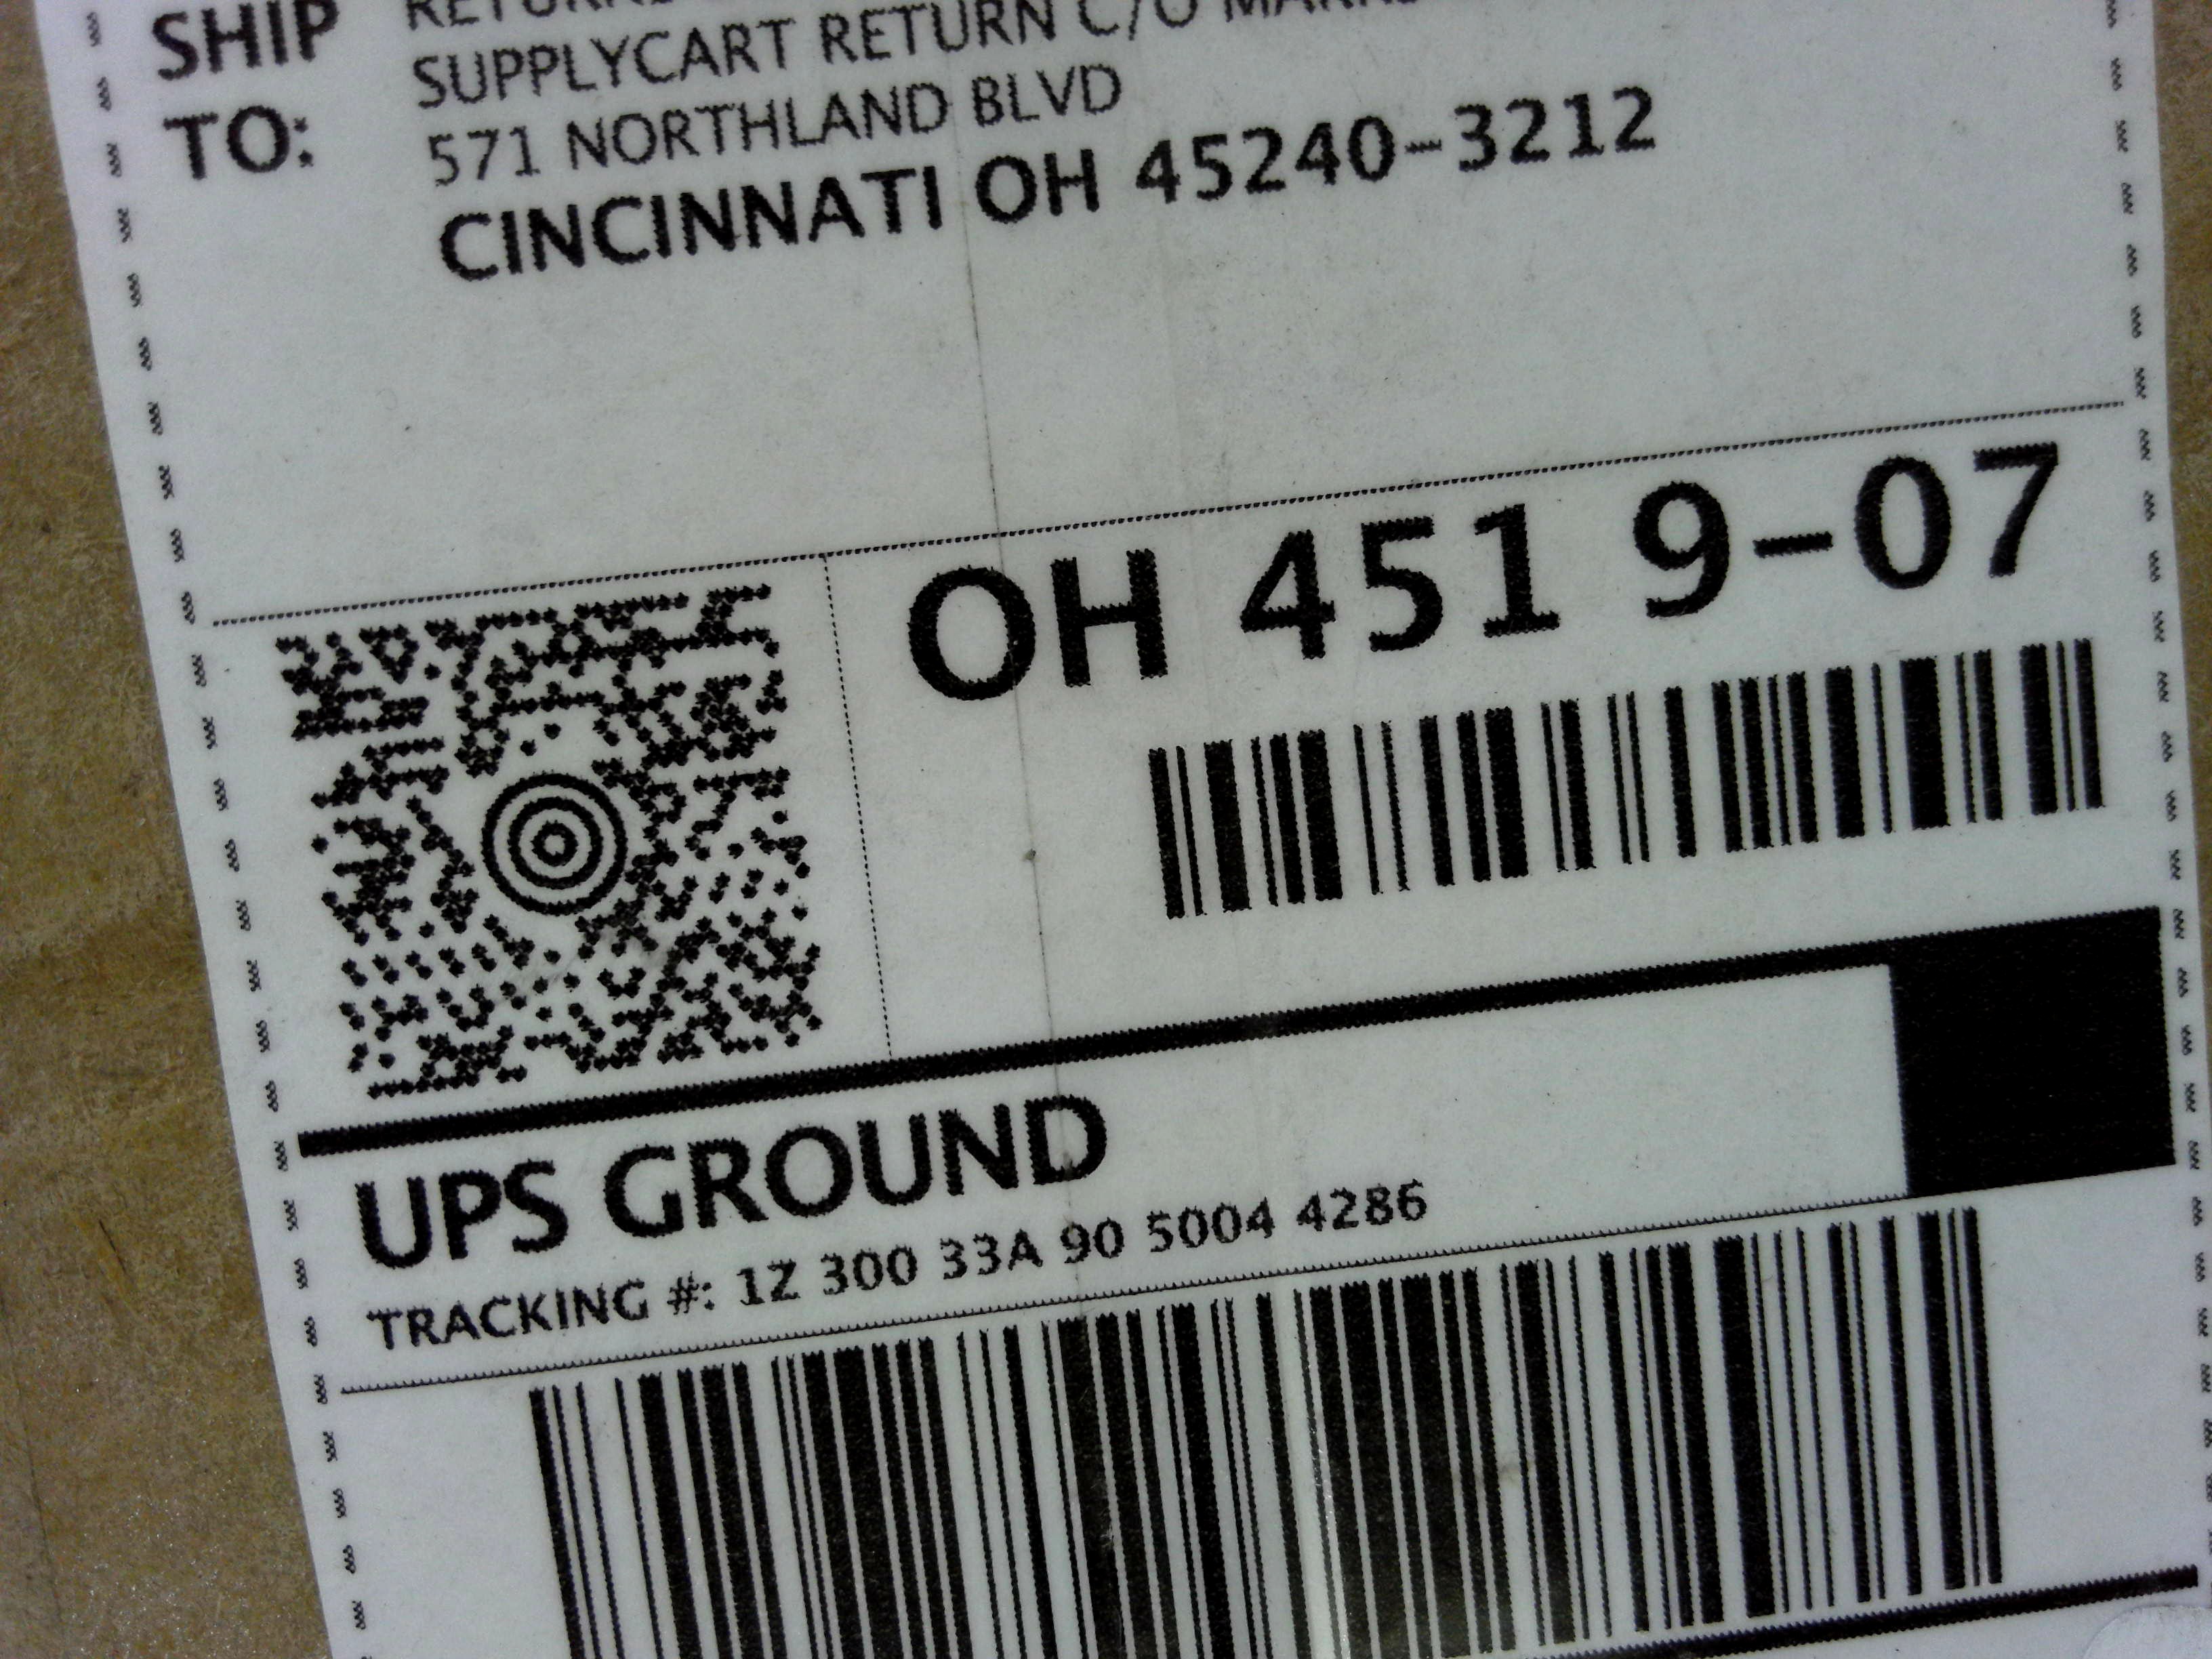 SHIP
TO:
SUPPLYCART RETURN C/O
571 NORTHLAND BLVD
CINCINNATI OH 45240-3212
OH 451 9-07
UPS GROUND
TRACKING #: 1Z 300 33A 90 5004 4286